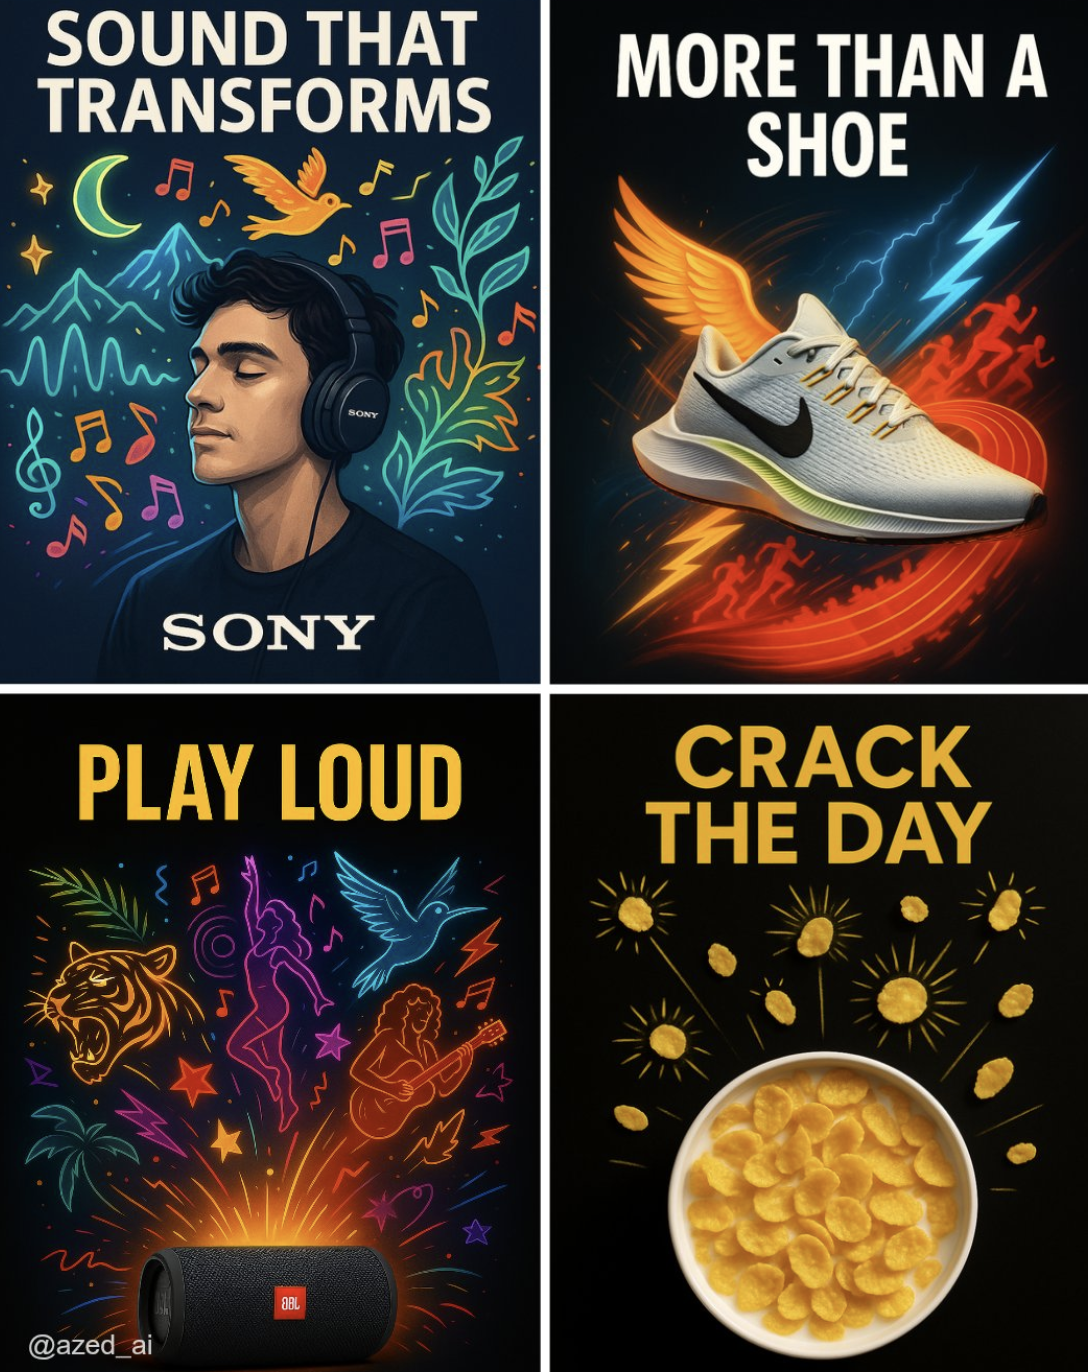 SOUND THAT
TRANSFORMS
SONY
SONY
MORE THAN A
SHOE
PLAY LOUD
JBL
@azed_ai
CRACK
THE DAY